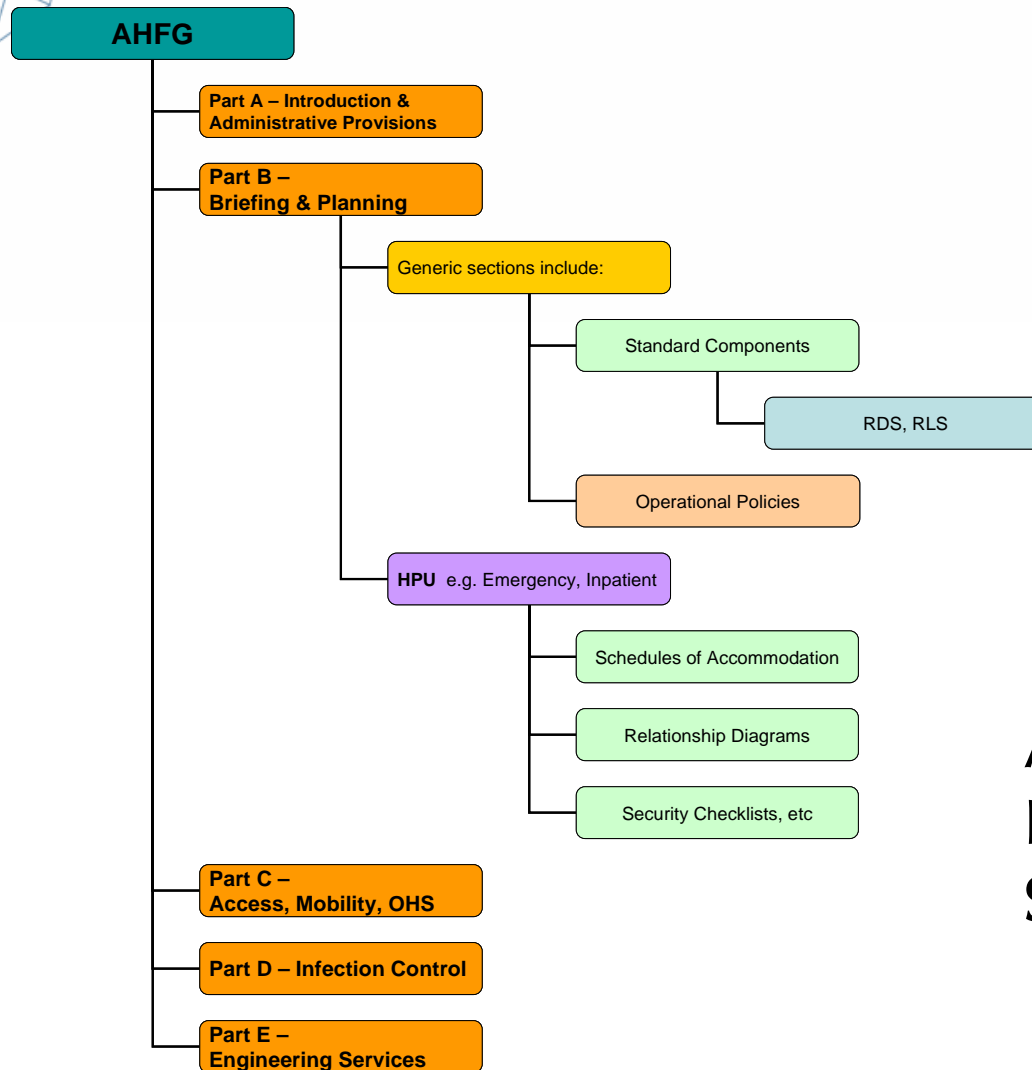 AHFG
Part A – Introduction &
Administrative Provisions
Part B –
Briefing & Planning
Generic sections include:
Standard Components
RDS, RLS
Operational Policies
HPU e.g. Emergency, Inpatient
Schedules of Accommodation
Relationship Diagrams
Security Checklists, etc
Part C –
Access, Mobility, OHS
Part D – Infection Control
Part E –
Engineering Services